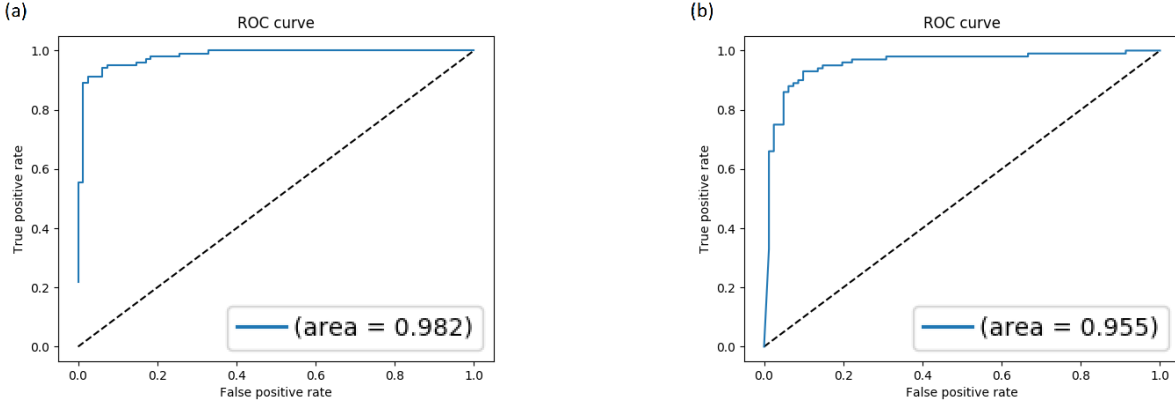 (a)
ROC curve
1.0
0.8
0.6
0.4
0.2
0.0
True positive rate
(area = 0.982)
0.0 0.2 0.4 0.6 0.8 1.0
False positive rate
(b)
ROC curve
1.0
0.8
0.6
0.4
0.2
0.0
True positive rate
(area = 0.955)
0.0 0.2 0.4 0.6 0.8 1.0
False positive rate